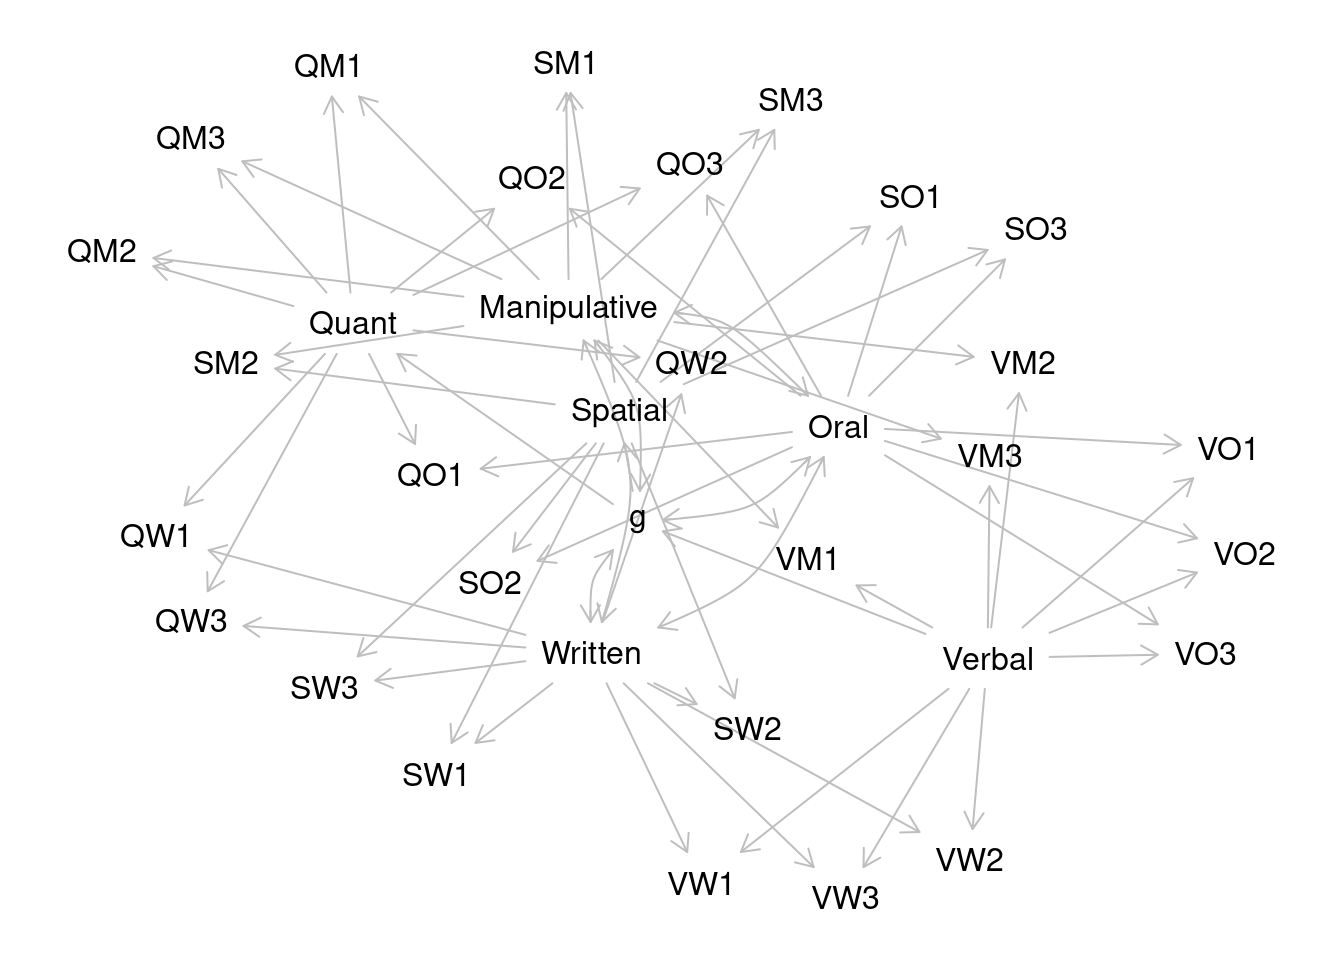 SM1
QM1
SM3
QM3
QO3
QO2
SO1
SO3
QM2
Manipulative
Quant
SM2
QW2
VM2
Spatial
Oral
VO1
VM3
QO1
g
QW1
VO2
VM1
SO2
QW3
Written
VO3
Verbal
SW3
SW2
SW1
VW2
VW1
VW3